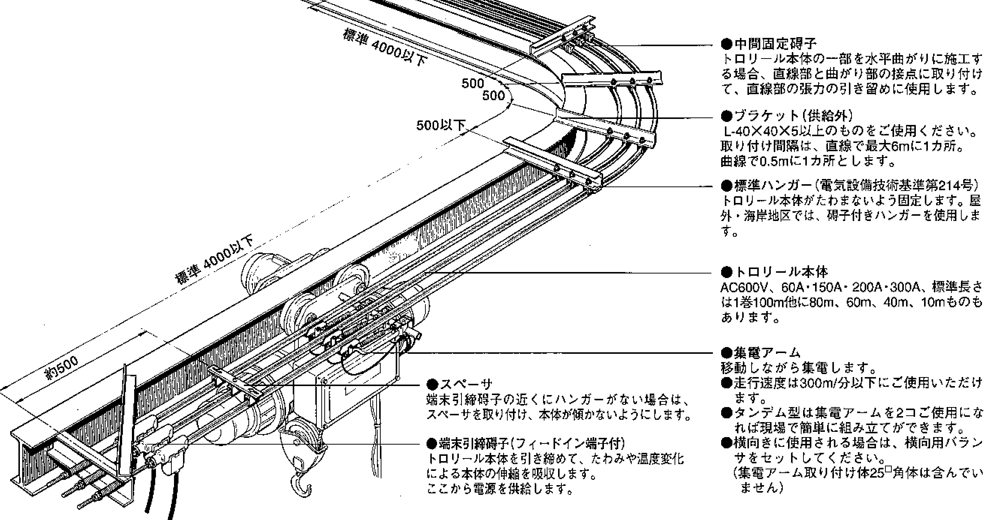 標準 4000以下
500
500
500以下
標準 4000以下
約500
●中間固定碍子
トロリール本体の一部を水平曲がりに施工す
る場合、直線部と曲がり部の接点に取り付け
て、直線部の張力の引き留めに使用します。
●ブラケット(供給外)
L-40×40×5以上のものをご使用ください。
取り付け間隔は、直線で最大6mに1カ所。
曲線で0.5mに1カ所とします。
●標準ハンガー(電気設備技術基準第214号)
トロリール本体がたわまないよう固定します。屋
外・海岸地区では、碍子付きハンガーを使用しま
す。
●トロリール本体
AC600V、60A・150A・200A・300A、標準長さ
は1巻100m他に80m、60m、40m、10mものも
あります。
●集電アーム
移動しながら集電します。
●走行速度は300m/分以下にご使用いただけ
ます。
●タンデム型は集電アームを2コご使用にな
れば現場で簡単に組み立てができます。
●横向きに使用される場合は、横向用バラン
サをセットしてください。
(集電アーム取り付け体25□角体は含んでい
ません)
●スペーサ
端末引締碍子の近くにハンガーがない場合は、
スペーサを取り付け、本体が傾かないようにします。
●端末引締碍子(フィードイン端子付)
トロリール本体を引き締めて、たわみや温度変化
による本体の伸縮を吸収します。
ここから電源を供給します。